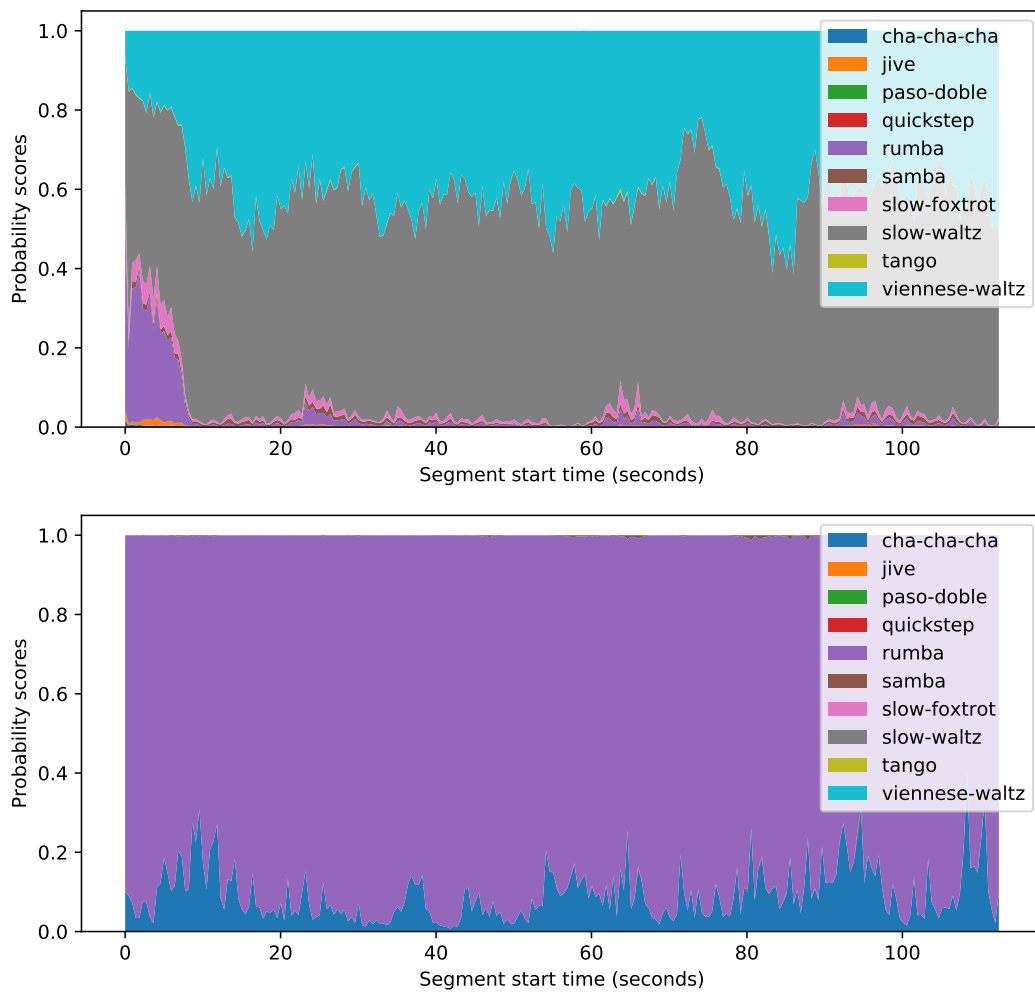 1.0
0.8
0.6
0.4
0.2
0.0
Probability scores
0 20 40 60 80 100
Segment start time (seconds)
cha-cha-cha
jive
paso-doble
quickstep
rumba
samba
slow-foxtrot
slow-waltz
tango
viennese-waltz
1.0
0.8
0.6
0.4
0.2
0.0
Probability scores
0 20 40 60 80 100
Segment start time (seconds)
cha-cha-cha
jive
paso-doble
quickstep
rumba
samba
slow-foxtrot
slow-waltz
tango
viennese-waltz